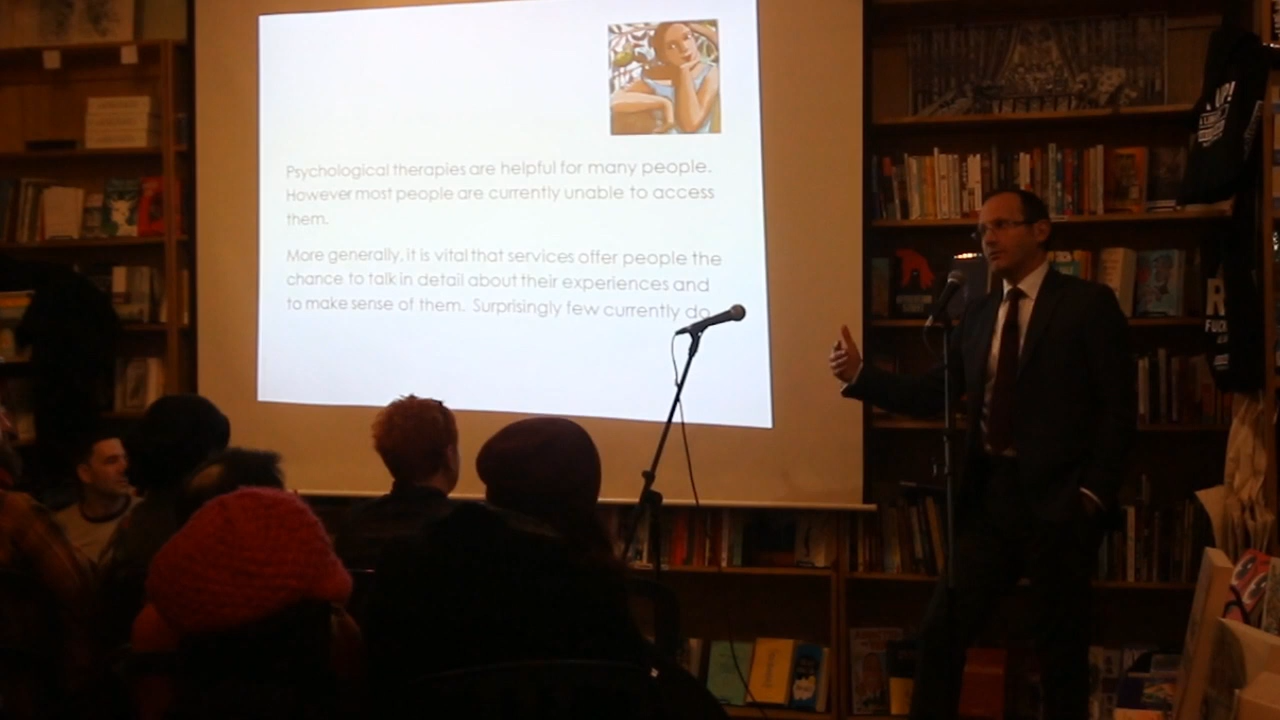 Psychological therapies are helpful for many people.
However most people are currently unable to access
them.
More generally, it is vital that services offer people the
chance to talk in detail about their experiences and
to make sense of them. Surprisingly few currently do
UP!